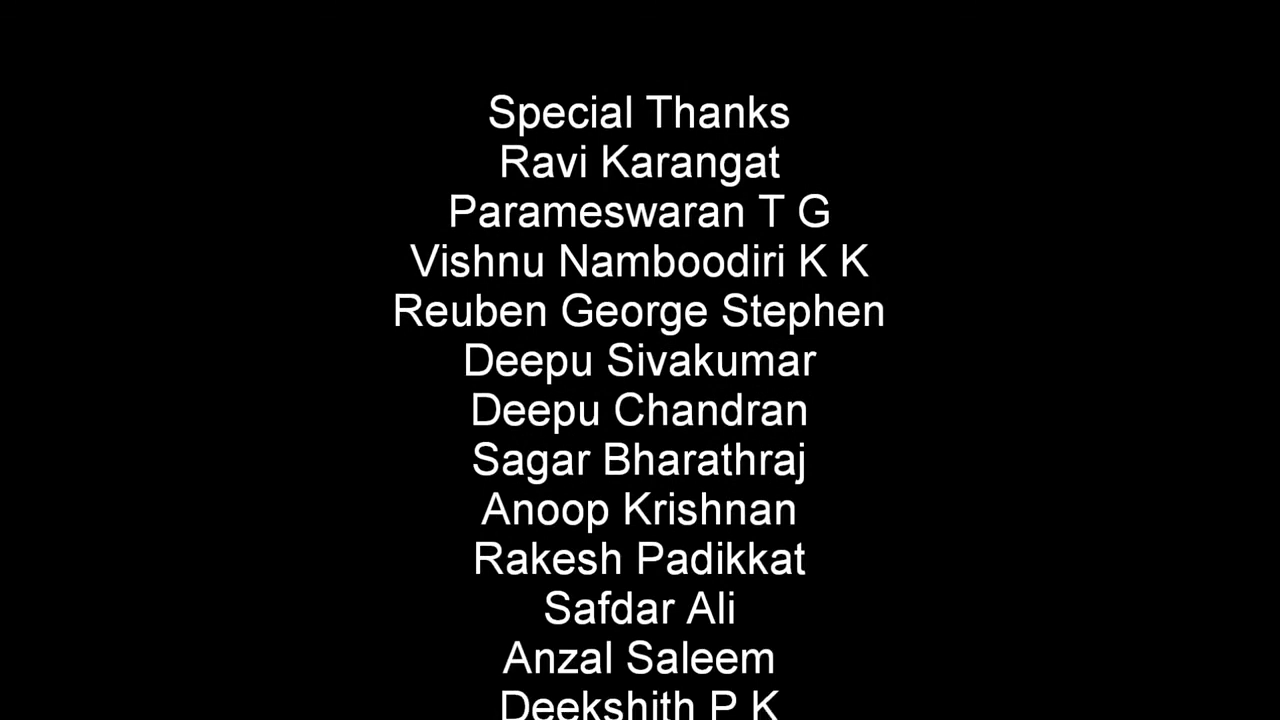 Special Thanks
Ravi Karangat
Parameswaran T G
Vishnu Namboodiri K K
Reuben George Stephen
Deepu Sivakumar
Deepu Chandran
Sagar Bharathraj
Anoop Krishnan
Rakesh Padikkat
Safdar Ali
Anzal Saleem
Deekshith P K